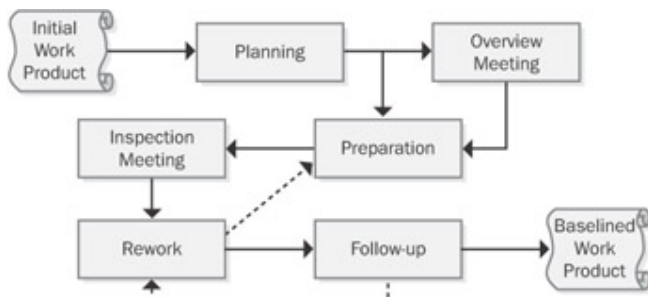 Initial
Work
Product
Planning
Overview
Meeting
Inspection
Meeting
Preparation
Rework
Follow-up
Baselined
Work
Product